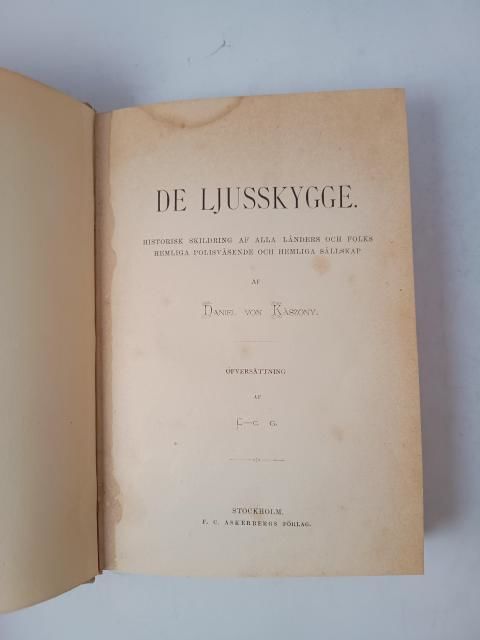 DE LJUSSKYGGE.
HISTORISK SKILDRING AF ALLA LÄNDERS OCH FOLKS
HEMLIGA POLISVÄSENDE OCH HEMLIGA SÄLLSKAP
AF
DANIEL VON KÁSZONY.
ÖFVERSÄTTNING
AF
F—C G.
STOCKHOLM.
F. C. ASKERBERGS FÖRLAG.